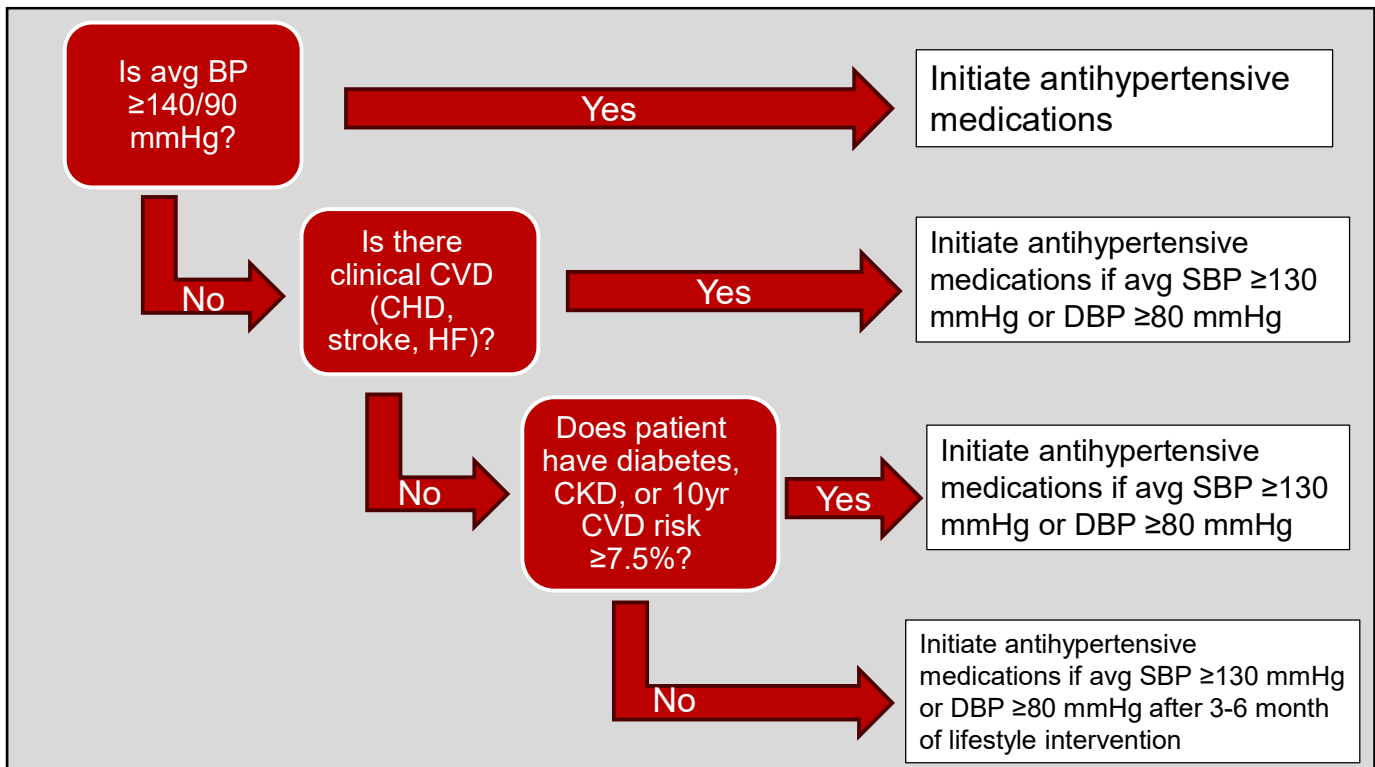 Is avg BP
≥140/90
mmHg?
Yes
Initiate antihypertensive
medications
No
Is there
clinical CVD
(CHD,
stroke, HF)?
Yes
Initiate antihypertensive
medications if avg SBP ≥130
mmHg or DBP ≥80 mmHg
No
Does patient
have diabetes,
CKD, or 10yr
CVD risk
≥7.5%?
Yes
Initiate antihypertensive
medications if avg SBP ≥130
mmHg or DBP ≥80 mmHg
No
Initiate antihypertensive
medications if avg SBP ≥130 mmHg
or DBP ≥80 mmHg after 3-6 month
of lifestyle intervention